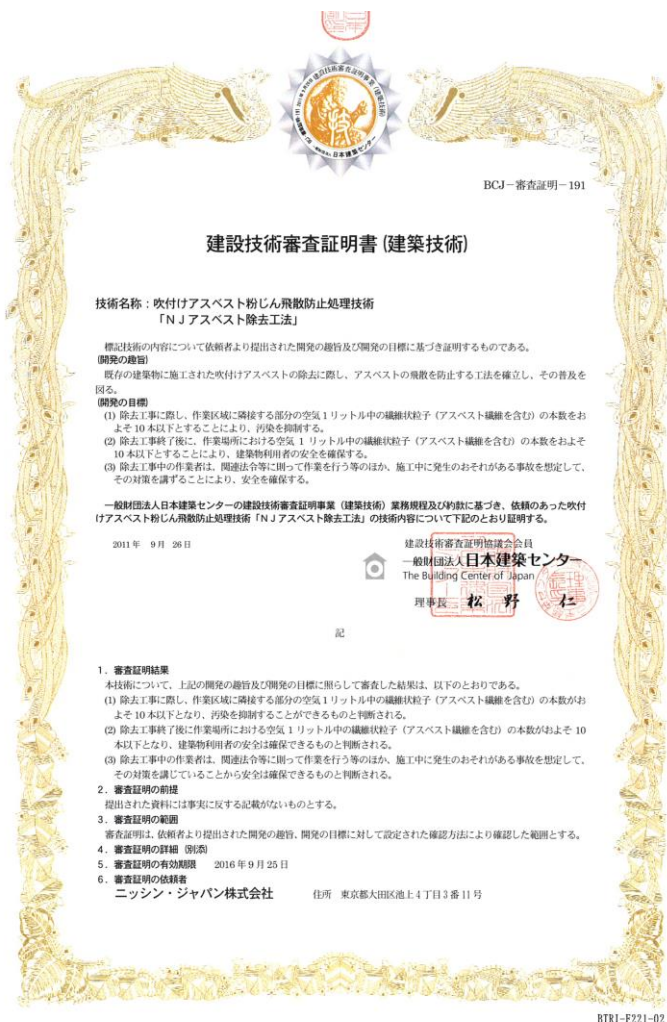 BCJ－審査証明－191
建設技術審査証明書(建築技術)
技術名称：吹付けアスベスト粉じん飛散防止処理技術
「ＮＪアスベスト除去工法」
標記技術の内容について依頼者より提出された開発の趣旨及び開発の目標に基づき証明するものである。
(開発の趣旨)
既存の建築物に施工された吹付けアスベストの除去に際し、アスベストの飛散を防止する工法を確立し、その普及を
図る。
(開発の目標)
(1) 除去工事に際し、作業区域に隣接する部分の空気1リットル中の繊維状粒子（アスベスト繊維を含む）の本数をお
よそ10本以下とすることにより、汚染を抑制する。
(2) 除去工事終了後に、作業場所における空気 1 リットル中の繊維状粒子（アスベスト繊維を含む）の本数をおよそ
10本以下とすることにより、建築物利用者の安全を確保する。
(3) 除去工事中の作業者は、関連法令等に則って作業を行う等のほか、施工中に発生のおそれがある事故を想定して、
その対策を講ずることにより、安全を確保する。
一般財団法人日本建築センターの建設技術審査証明事業（建築技術）業務規程及び約款に基づき、依頼のあった吹付
けアスベスト粉じん飛散防止処理技術「ＮＪアスベスト除去工法」の技術内容について下記のとおり証明する。
2011年 9月 26日
建設技術審査証明協議会会員
一般財団法人日本建築センター
The Building Center of Japan
理事長 松野 仁
記
1．審査証明結果
本技術について、上記の開発の趣旨及び開発の目標に照らして審査した結果は、以下のとおりである。
(1) 除去工事に際し、作業区域に隣接する部分の空気1リットル中の繊維状粒子（アスベスト繊維を含む）の本数がお
よそ10本以下となり、汚染を抑制することができるものと判断される。
(2) 除去工事終了後に作業場所における空気1リットル中の繊維状粒子（アスベスト繊維を含む）の本数がおよそ 10
本以下となり、建築物利用者の安全は確保できるものと判断される。
(3) 除去工事中の作業者は、関連法令等に則って作業を行う等のほか、施工中に発生のおそれがある事故を想定して、
その対策を講じていることから安全は確保できるものと判断される。
2．審査証明の前提
提出された資料には事実に反する記載がないものとする。
3．審査証明の範囲
審査証明は、依頼者より提出された開発の趣旨、開発の目標に対して設定された確認方法により確認した範囲とする。
4．審査証明の詳細（別添）
5．審査証明の有効期限 2016年9月25日
6．審査証明の依頼者
ニッシン・ジャパン株式会社 住所 東京都大田区池上4丁目3番11号
BTRI-F221-02